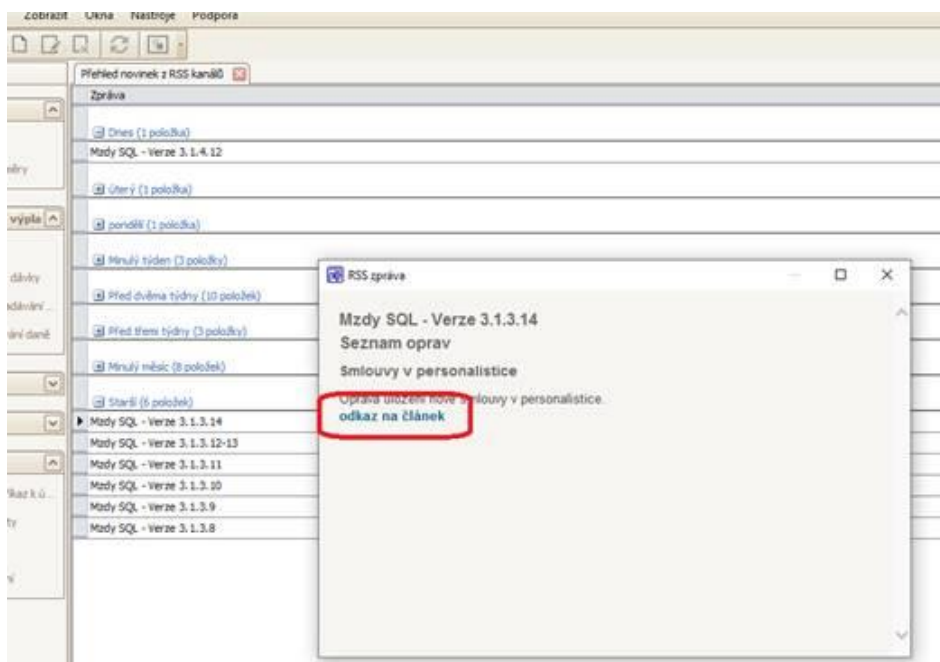 Zobrazit Okna Nástroje Podpora
Přehled novinek z RSS kanálů
Zpráva
Dnes (1 položka)
Mzdy SQL - Verze 3.1.4.12
úterý (1 položka)
pondělí (1 položka)
Minulý týden (3 položky)
Před dvěma týdny (10 položek)
Před třemi týdny (3 položky)
Minulý měsíc (8 položek)
Starší (6 položek)
Mzdy SQL - Verze 3.1.3.14
Mzdy SQL - Verze 3.1.3.12-13
Mzdy SQL - Verze 3.1.3.11
Mzdy SQL - Verze 3.1.3.10
Mzdy SQL - Verze 3.1.3.9
Mzdy SQL - Verze 3.1.3.8
výpla
dávky
ání daně
RSS zpráva
Mzdy SQL - Verze 3.1.3.14
Seznam oprav
Smlouvy v personalistice
Oprava uložení nové smlouvy v personalistice.
odkaz na článek